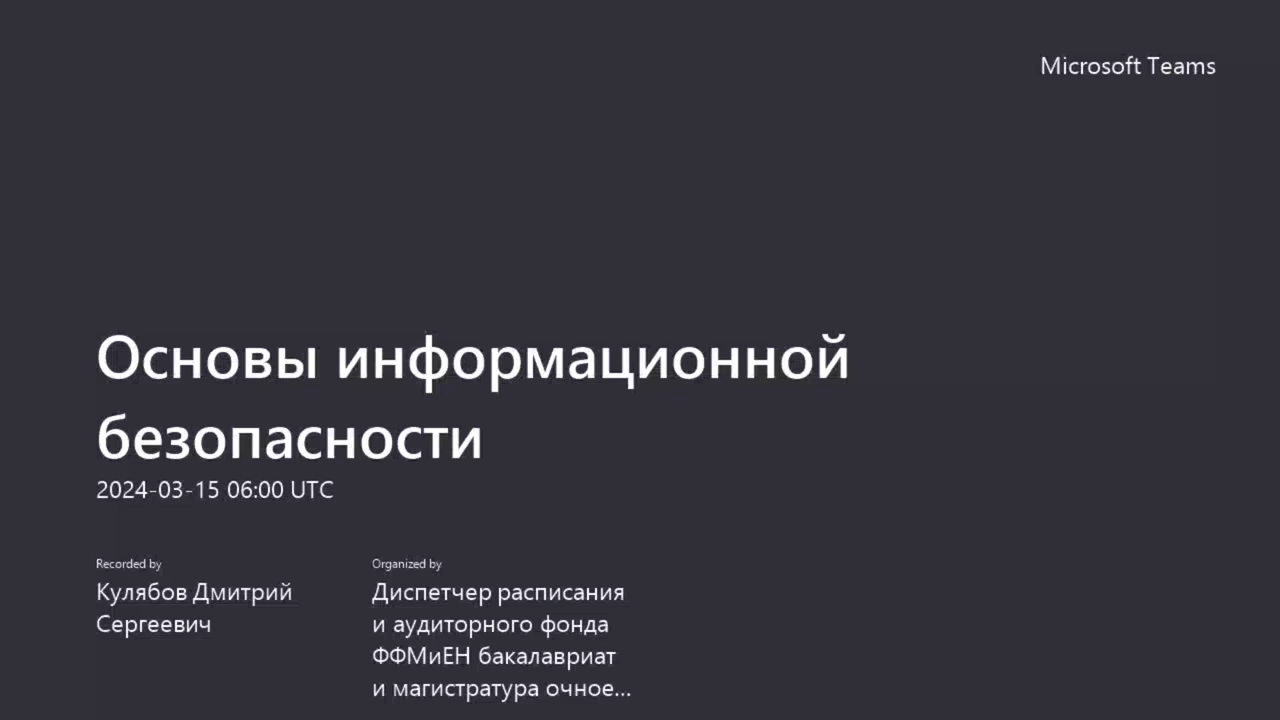 Microsoft Teams
Основы информационной
безопасности
2024-03-15 06:00 UTC
Recorded by
Кулябов Дмитрий
Сергеевич
Organized by
Диспетчер расписания
и аудиторного фонда
ФФМиЕН бакалавриат
и магистратура очное...